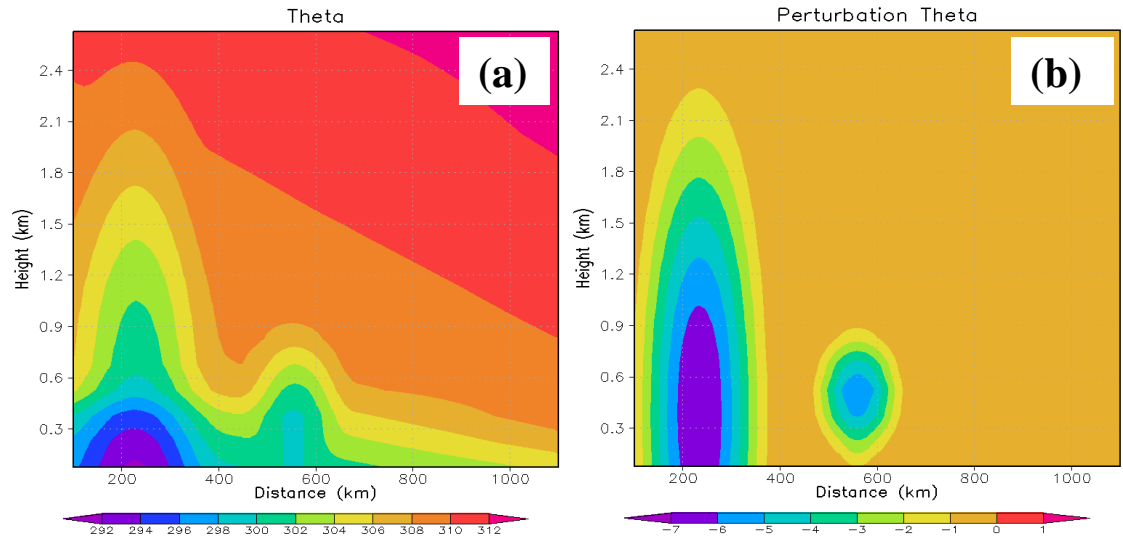 Theta
(a)
2.4
2.1
1.8
1.5
1.2
0.9
0.6
0.3
Height (km)
200 400 600 800 1000
Distance (km)
292 294 296 298 300 302 304 306 308 310 312
Perturbation Theta
(b)
2.4
2.1
1.8
1.5
1.2
0.9
0.6
0.3
Height (km)
200 400 600 800 1000
Distance (km)
-7 -6 -5 -4 -3 -2 -1 0 1